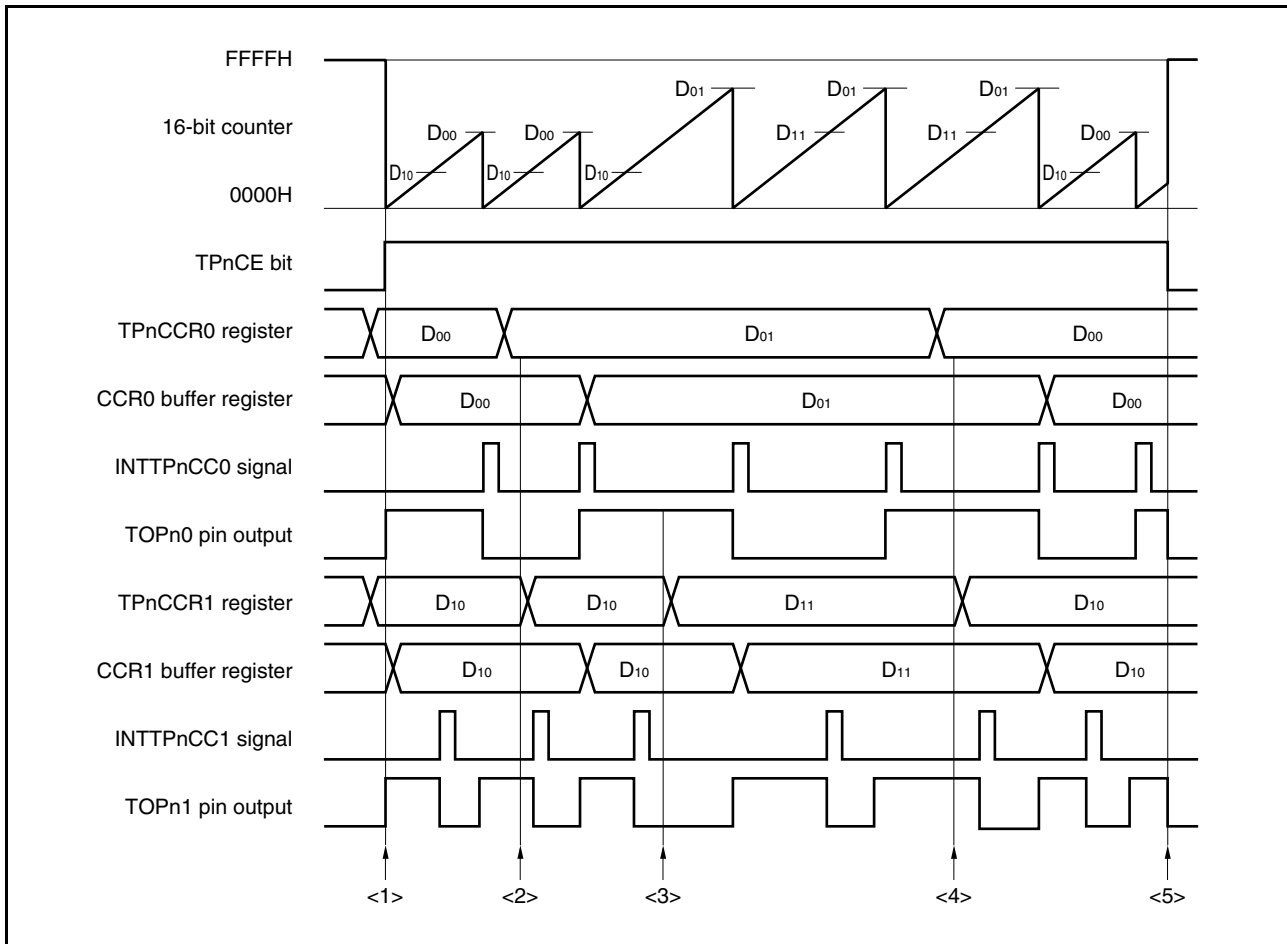 FFFFH
D01 D01 D01
16-bit counter
D00 D00 D11 D11 D00
D10 D10 D10 D10
0000H
TPnCE bit
TPnCCR0 register D00 D01 D00
CCR0 buffer register D00 D01 D00
INTTPnCC0 signal
TOPn0 pin output
TPnCCR1 register D10 D10 D11 D10
CCR1 buffer register D10 D10 D11 D10
INTTPnCC1 signal
TOPn1 pin output
<1> <2> <3> <4> <5>